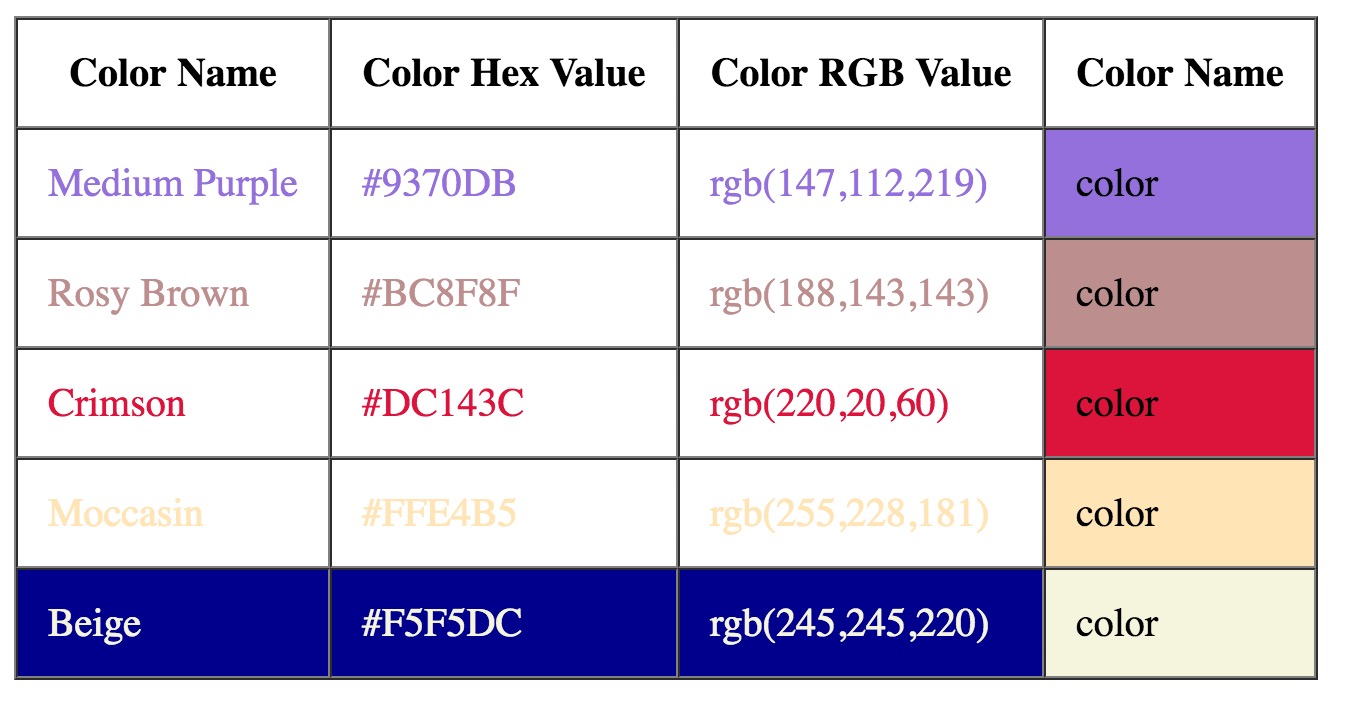 Color Name Color Hex Value Color RGB Value Color Name
Medium Purple #9370DB rgb(147,112,219) color
Rosy Brown #BC8F8F rgb(188,143,143) color
Crimson #DC143C rgb(220,20,60) color
Moccasin #FFE4B5 rgb(255,228,181) color
Beige #F5F5DC rgb(245,245,220) color